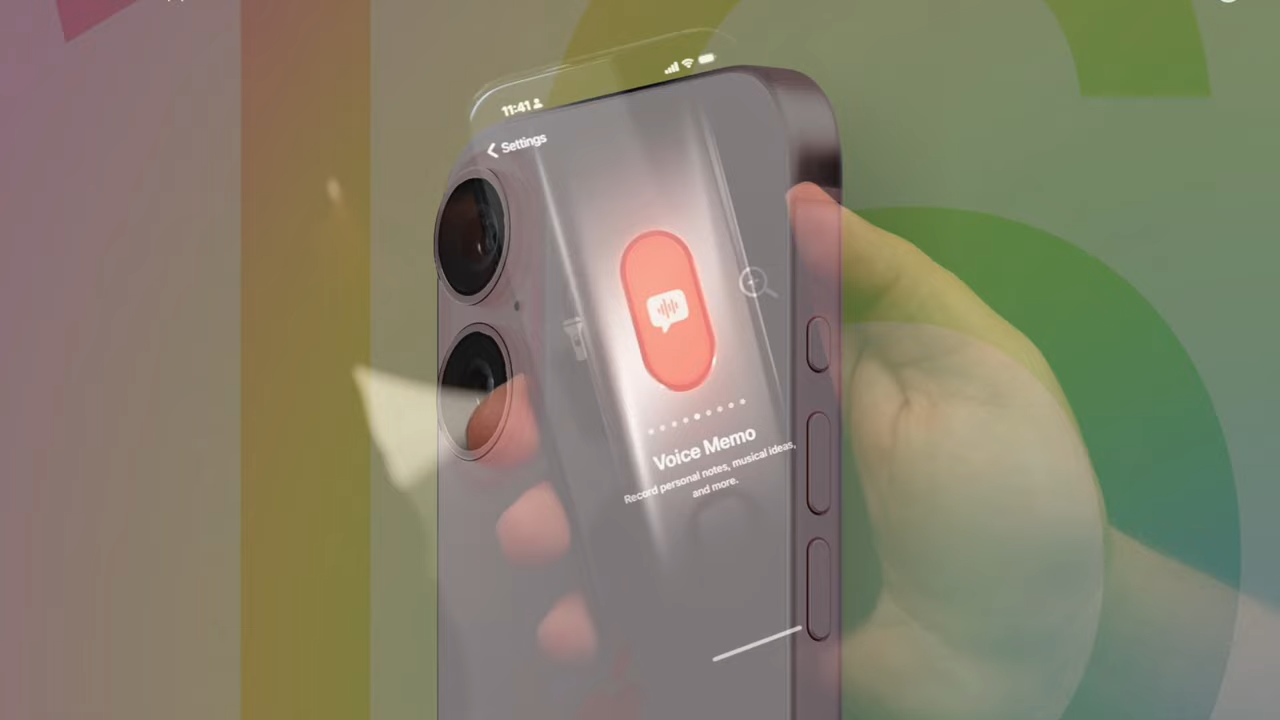 11:41
Settings
Voice Memo
Record personal notes, musical ideas,
and more.